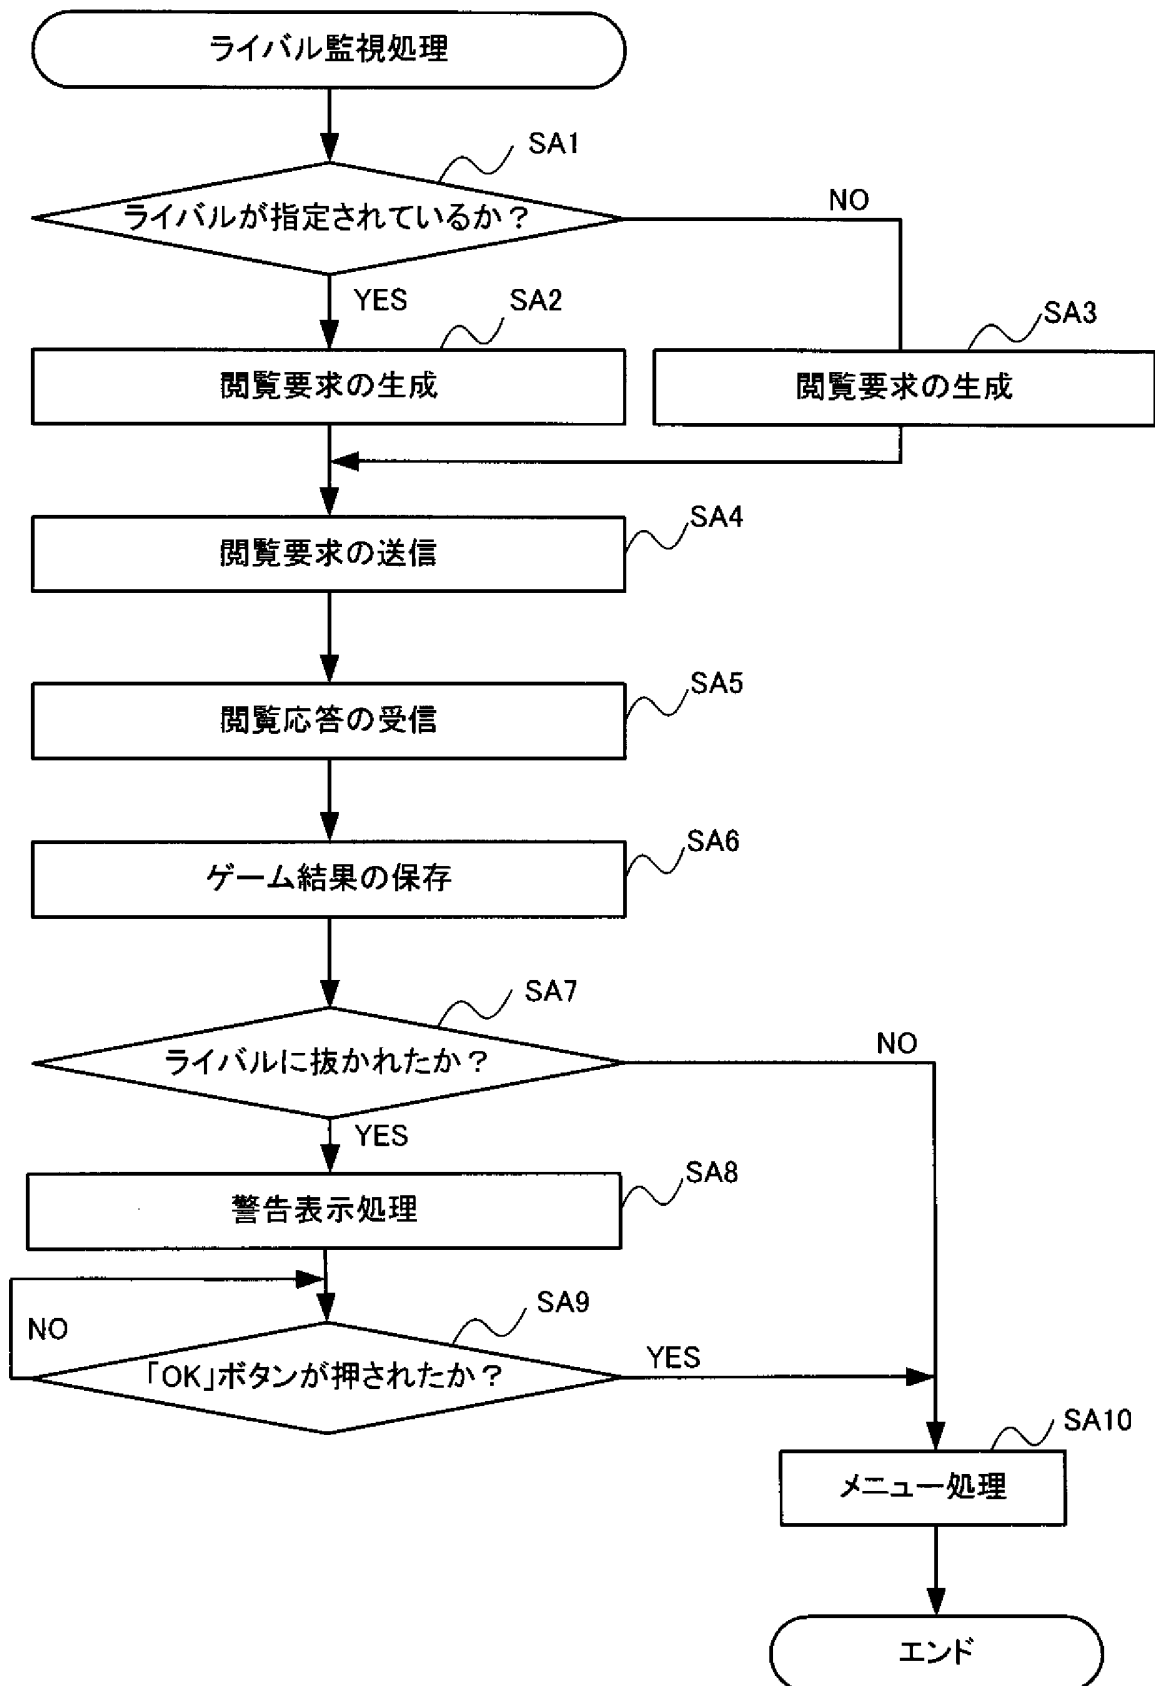 ライバル監視処理
SA1
ライバルが指定されているか？
NO
YES
SA2
SA3
閲覧要求の生成
閲覧要求の生成
SA4
閲覧要求の送信
SA5
閲覧応答の受信
SA6
ゲーム結果の保存
SA7
ライバルに抜かれたか？
NO
YES
SA8
警告表示処理
SA9
NO
「OK」ボタンが押されたか？
YES
SA10
メニュー処理
エンド